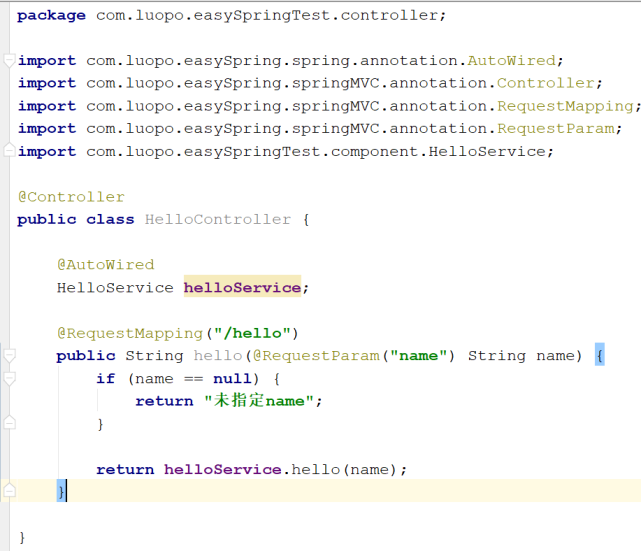 package com.luopo.easySpringTest.controller;
import com.luopo.easySpring.spring.annotation.AutoWired;
import com.luopo.easySpring.springMVC.annotation.Controller;
import com.luopo.easySpring.springMVC.annotation.RequestMapping;
import com.luopo.easySpring.springMVC.annotation.RequestParam;
import com.luopo.easySpringTest.component.HelloService;
@Controller
public class HelloController {
@AutoWired
HelloService helloService;
@RequestMapping("/hello")
public String hello(@RequestParam("name") String name) {
if (name == null) {
return "未指定name";
}
return helloService.hello(name);
}
}